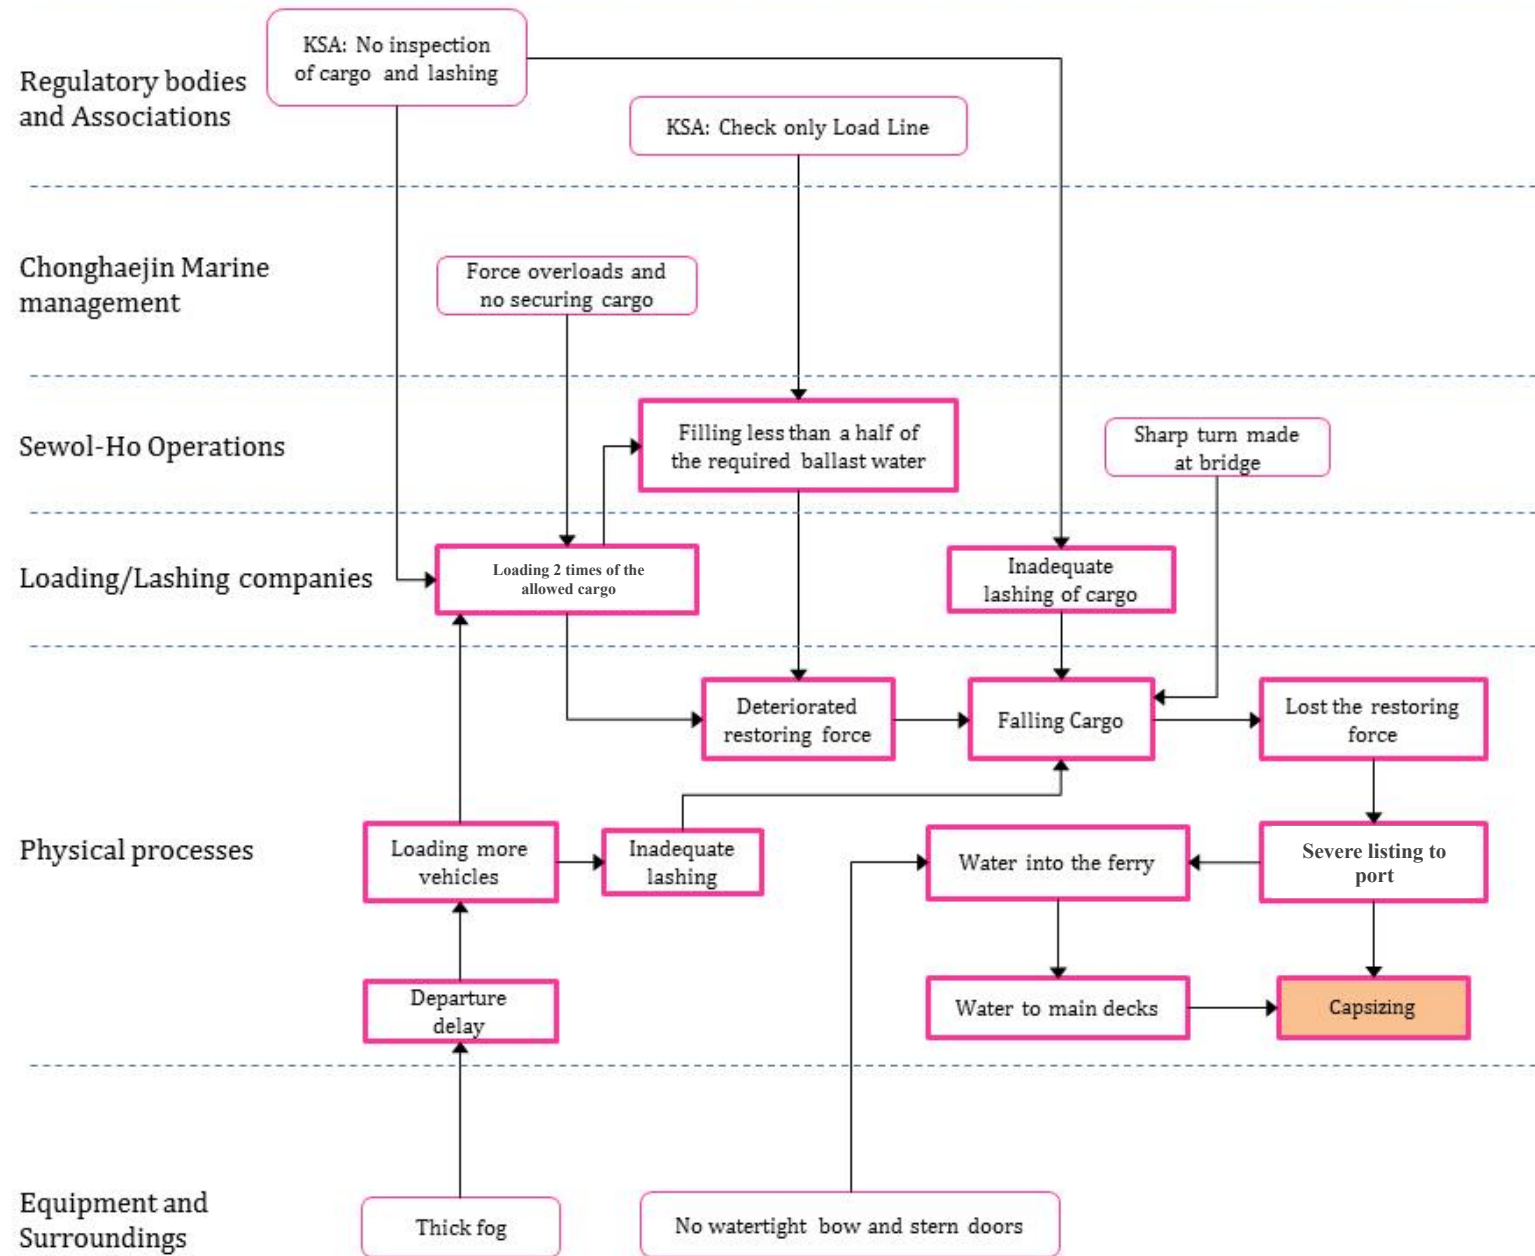 KSA: No inspection
of cargo and lashing
Regulatory bodies
and Associations
KSA: Check only Load Line
Chonghaejin Marine
management
Force overloads and
no securing cargo
Sewol-Ho Operations
Filling less than a half of
the required ballast water
Sharp turn made
at bridge
Loading/Lashing companies
Loading 2 times of the
allowed cargo
Inadequate
lashing of cargo
Deteriorated
restoring force
Falling Cargo
Lost the restoring
force
Physical processes
Loading more
vehicles
Inadequate
lashing
Water into the ferry
Severe listing to
port
Departure
delay
Water to main decks
Capsizing
Equipment and
Surroundings
Thick fog
No watertight bow and stern doors